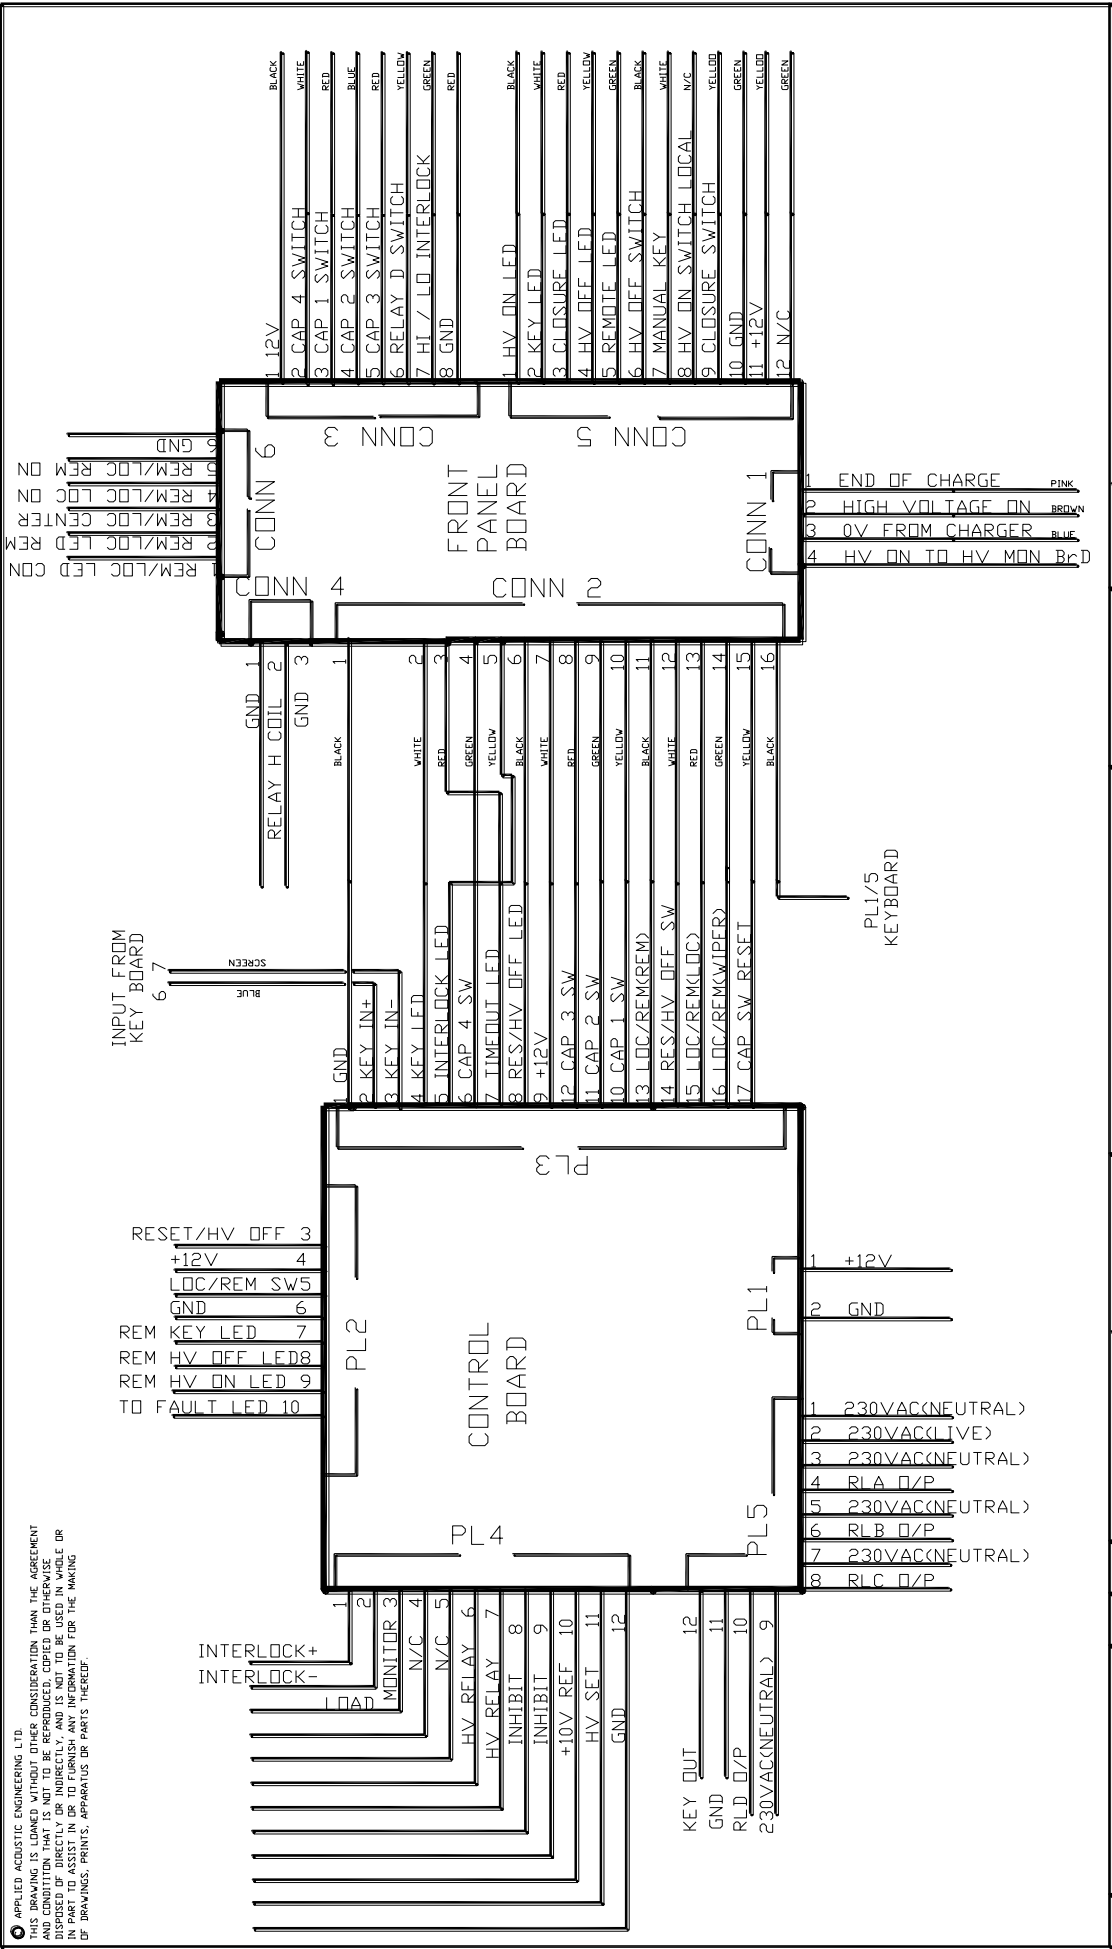 © APPLIED ACOUSTIC ENGINEERING LTD.
THIS DRAWING IS LOANED WITHOUT OTHER CONSIDERATION THAN THE AGREEMENT
AND CONDITITON THAT IS NOT TO BE REPRODUCED, COPIED OR OTHERWISE
DISPOSED OF DIRECTLY OR INDIRECTLY, AND IS NOT TO BE USED IN WHOLE OR
IN PART TO ASSIST IN OR TO FURNISH ANY INFORMATION FOR THE MAKING
OF DRAWINGS, PRINTS, APPARATUS OR PARTS THEREOF.
BLACK
WHITE
RED
BLUE
RED
YELLOW
GREEN
RED
1 12V
2 CAP 4 SWITCH
3 CAP 1 SWITCH
4 CAP 2 SWITCH
5 CAP 3 SWITCH
6 RELAY D SWITCH
7 HI / LO INTERLOCK
8 GND
CONN 3
BLACK
WHITE
RED
YELLOW
GREEN
BLACK
WHITE
N/C
YELLOO
GREEN
YELLOO
GREEN
1 HV ON LED
2 KEY LED
3 CLOSURE LED
4 HV OFF LED
5 REMOTE LED
6 HV OFF SWITCH
7 MANUAL KEY
8 HV ON SWITCH LOCAL
9 CLOSURE SWITCH
10 GND
11 +12V
12 N/C
CONN 5
6 GND
5 REM/LOC REM ON
4 REM/LOC LOC ON
3 REM/LOC CENTER
2 REM/LOC LED REM
1 REM/LOC LED CON
CONN 6
FRONT
PANEL
BOARD
CONN 1
1 END OF CHARGE PINK
2 HIGH VOLTAGE ON BROWN
3 0V FROM CHARGER BLUE
4 HV ON TO HV MON BrD
CONN 4
CONN 2
1 GND
2 RELAY H COIL
3 GND
1 BLACK
2 WHITE
3 RED
4 GREEN
5 YELLOW
6 BLACK
7 WHITE
8 RED
9 GREEN
10 YELLOW
11 BLACK
12 WHITE
13 RED
14 GREEN
15 YELLOW
16 BLACK
PL1/5
KEYBOARD
INPUT FROM
KEY BOARD
6 7
SCREEN
BLUE
1 GND
2 KEY IN+
3 KEY IN-
4 KEY LED
5 INTERLOCK LED
6 CAP 4 SW
7 TIMEOUT LED
8 RES/HV OFF LED
9 +12V
12 CAP 3 SW
11 CAP 2 SW
10 CAP 1 SW
13 LOC/REM(REM)
14 RES/HV OFF SW
15 LOC/REM(LOC)
16 LOC/REM(WIPER)
17 CAP SW RESET
PL3
RESET/HV OFF 3
+12V 4
LOC/REM SW5
GND 6
REM KEY LED 7
REM HV OFF LED8
REM HV ON LED 9
TO FAULT LED 10
PL2
CONTROL
BOARD
PL1
1 +12V
2 GND
PL5
1 230VAC(NEUTRAL)
2 230VAC(LIVE)
3 230VAC(NEUTRAL)
4 RLA O/P
5 230VAC(NEUTRAL)
6 RLB O/P
7 230VAC(NEUTRAL)
8 RLC O/P
PL4
INTERLOCK+ 1
INTERLOCK- 2
LOAD MONITOR 3
N/C 4
N/C 5
HV RELAY 6
HV RELAY 7
INHIBIT 8
INHIBIT 9
+10V REF 10
HV SET 11
GND 12
KEY OUT 12
GND 11
RLD O/P 10
230VAC(NEUTRAL) 9